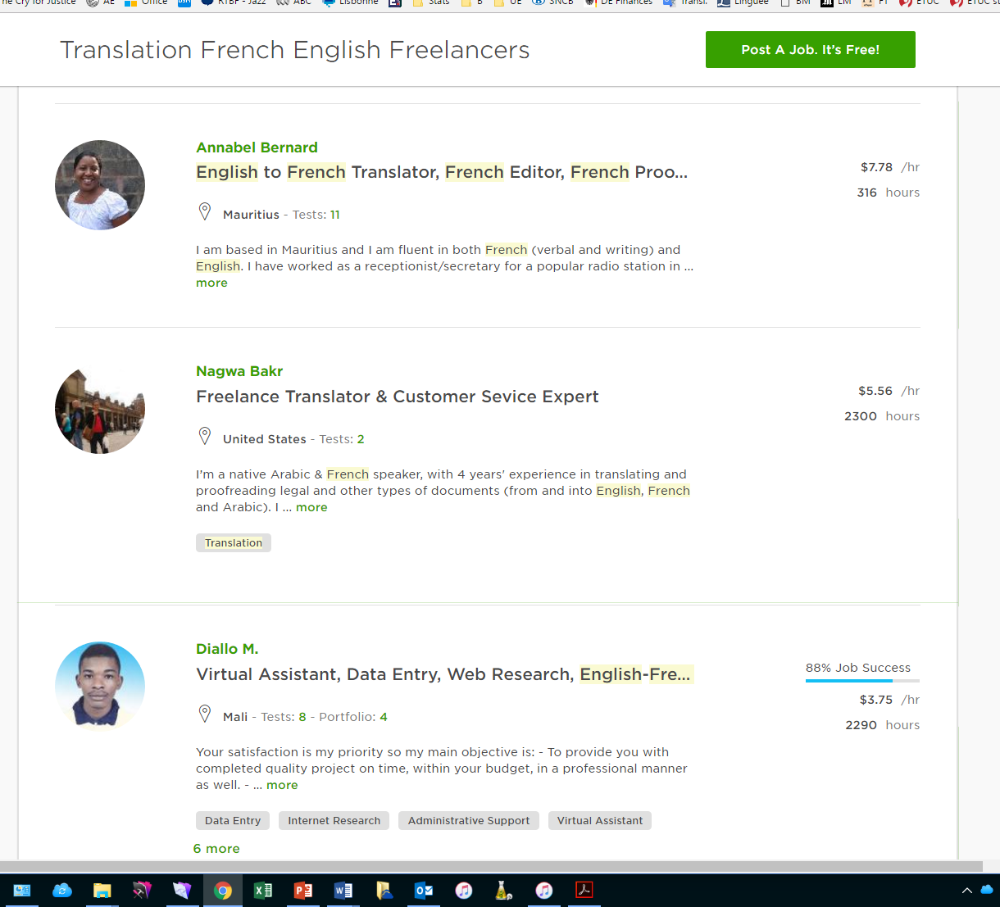 he Cry for Justice AE Office RTBF - Jazz ABC Lisbonne Stats B UE SNCB DE Finances Transl. Linguee BM LM FT ETUC
Translation French English Freelancers
Post A Job. It's Free!
Annabel Bernard
English to French Translator, French Editor, French Proo...
$7.78 /hr
316 hours
Mauritius - Tests: 11
I am based in Mauritius and I am fluent in both French (verbal and writing) and
English. I have worked as a receptionist/secretary for a popular radio station in ...
more
Nagwa Bakr
Freelance Translator & Customer Sevice Expert
$5.56 /hr
2300 hours
United States - Tests: 2
I'm a native Arabic & French speaker, with 4 years' experience in translating and
proofreading legal and other types of documents (from and into English, French
and Arabic). I ... more
Translation
Diallo M.
Virtual Assistant, Data Entry, Web Research, English-Fre...
88% Job Success
$3.75 /hr
2290 hours
Mali - Tests: 8 - Portfolio: 4
Your satisfaction is my priority so my main objective is: - To provide you with
completed quality project on time, within your budget, in a professional manner
as well. - ... more
Data Entry Internet Research Administrative Support Virtual Assistant
6 more